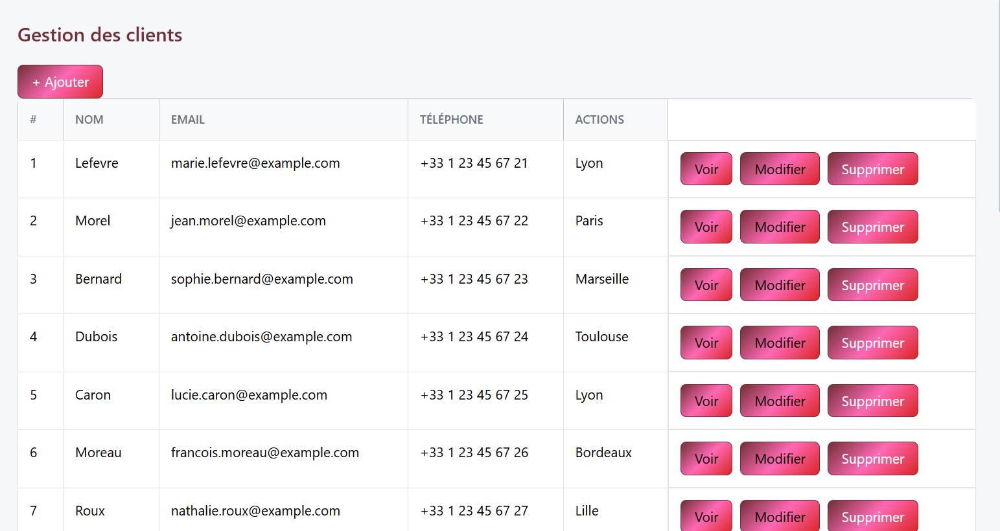 Gestion des clients
+ Ajouter
# NOM EMAIL TÉLÉPHONE ACTIONS
1 Lefevre marie.lefevre@example.com +33 1 23 45 67 21 Lyon Voir Modifier Supprimer
2 Morel jean.morel@example.com +33 1 23 45 67 22 Paris Voir Modifier Supprimer
3 Bernard sophie.bernard@example.com +33 1 23 45 67 23 Marseille Voir Modifier Supprimer
4 Dubois antoine.dubois@example.com +33 1 23 45 67 24 Toulouse Voir Modifier Supprimer
5 Caron lucie.caron@example.com +33 1 23 45 67 25 Lyon Voir Modifier Supprimer
6 Moreau francois.moreau@example.com +33 1 23 45 67 26 Bordeaux Voir Modifier Supprimer
7 Roux nathalie.roux@example.com +33 1 23 45 67 27 Lille Voir Modifier Supprimer